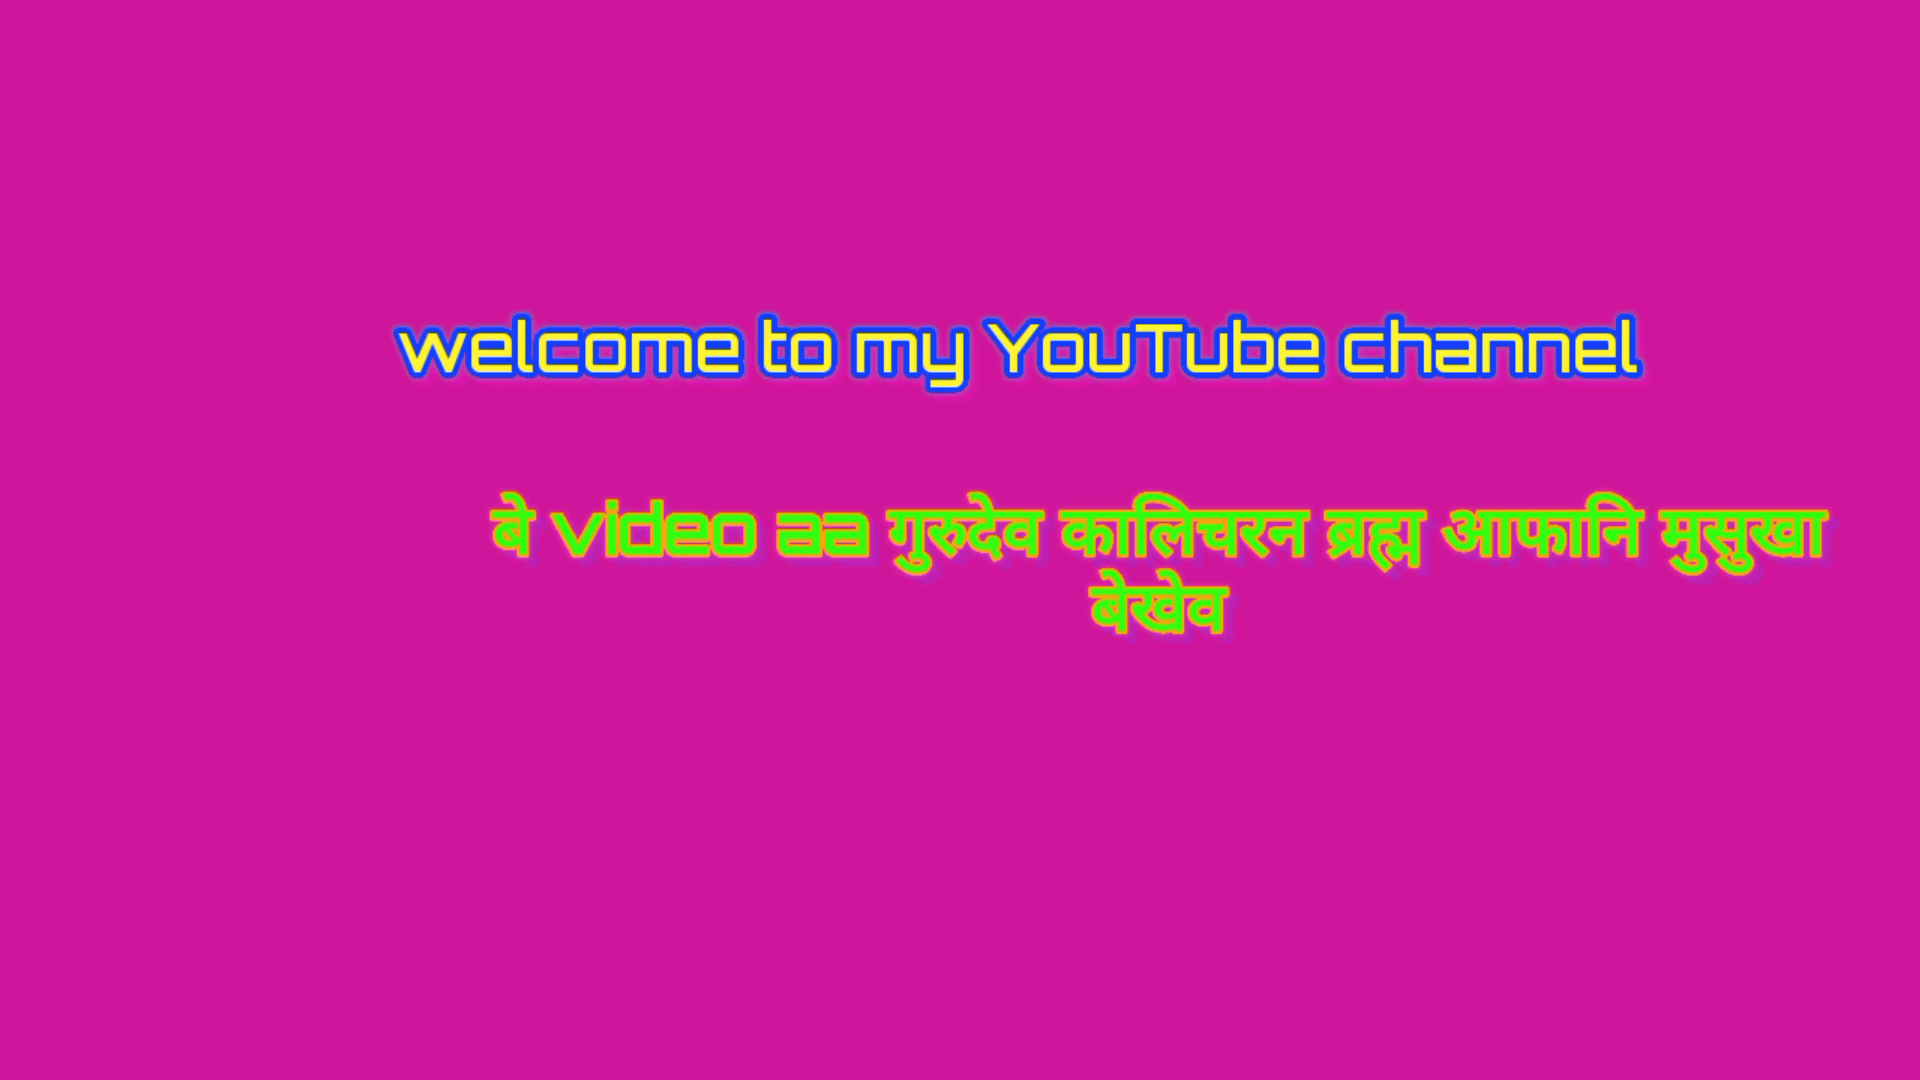 welcome to my YouTube channel
बे video aa गुरुदेव कालिचरन ब्रह्म आफानि मुसुखा
बेखेव